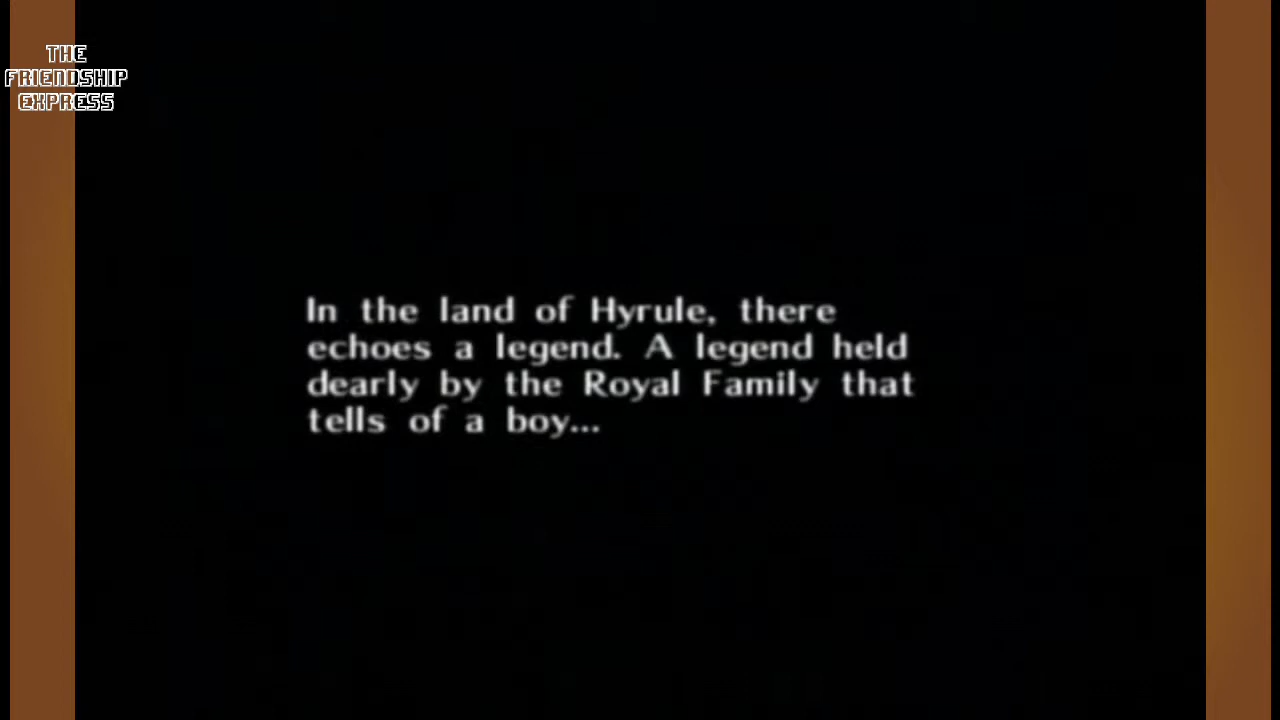 THE
FRIENDSHIP
EXPRESS
In the land of Hyrule, there
echoes a legend. A legend held
dearly by the Royal Family that
tells of a boy...